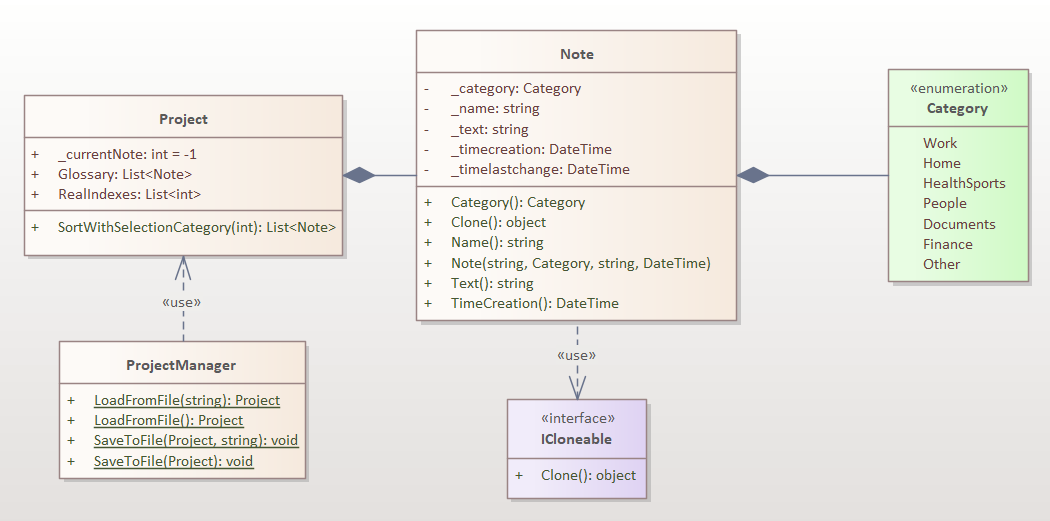 Project
+ _currentNote: int = -1
+ Glossary: List<Note>
+ RealIndexes: List<int>
+ SortWithSelectionCategory(int): List<Note>
«use»
ProjectManager
+ LoadFromFile(string): Project
+ LoadFromFile(): Project
+ SaveToFile(Project, string): void
+ SaveToFile(Project): void
Note
- _category: Category
- _name: string
- _text: string
- _timecreation: DateTime
- _timelastchange: DateTime
+ Category(): Category
+ Clone(): object
+ Name(): string
+ Note(string, Category, string, DateTime)
+ Text(): string
+ TimeCreation(): DateTime
«use»
«interface»
ICloneable
+ Clone(): object
«enumeration»
Category
Work
Home
HealthSports
People
Documents
Finance
Other